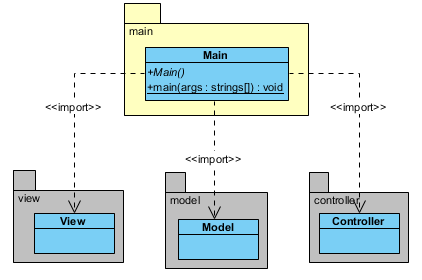 main
Main
+Main()
+main(args : strings[]) : void
<<import>>
<<import>>
<<import>>
view
View
model
Model
controller
Controller